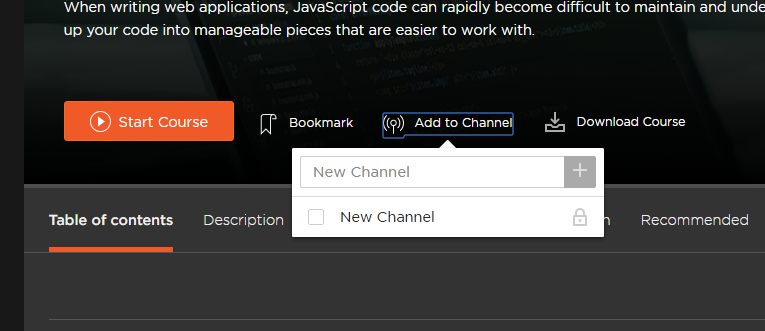 When writing web applications, JavaScript code can rapidly become difficult to maintain and unde
up your code into manageable pieces that are easier to work with.
Start Course
Bookmark
Add to Channel
Download Course
New Channel
New Channel
Table of contents
Description
Recommended